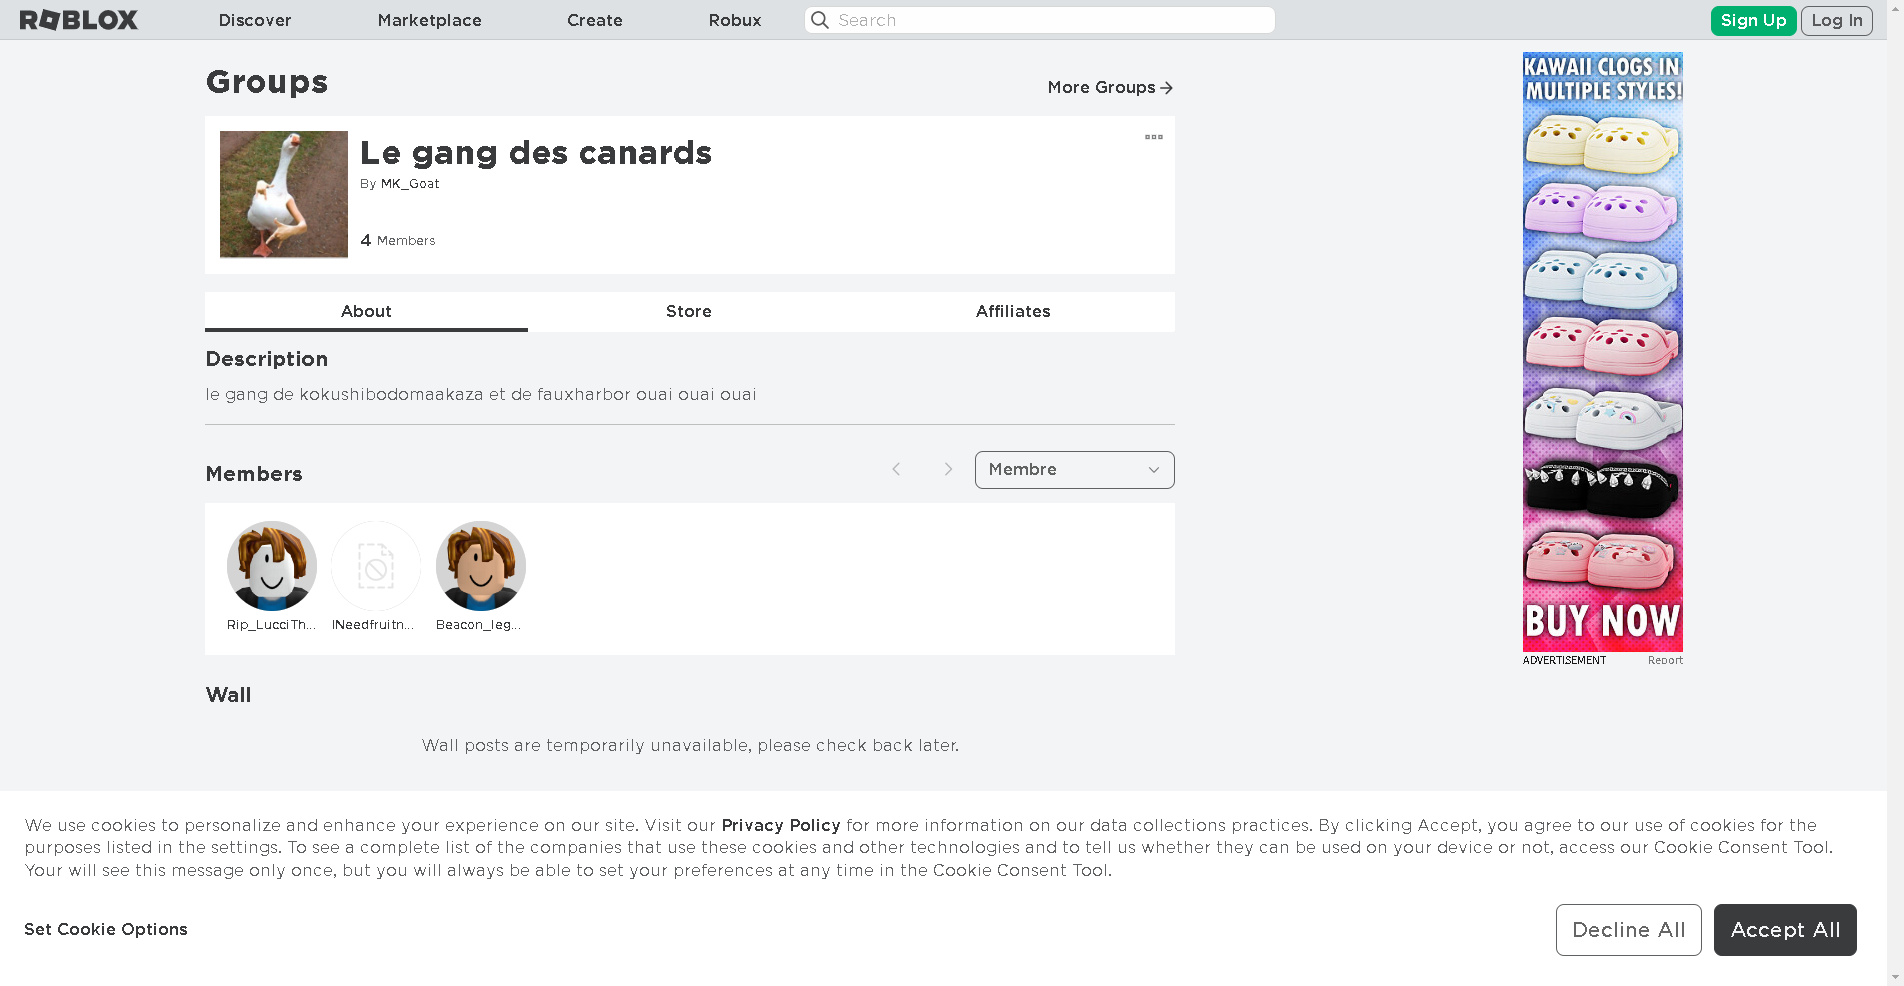 ROBLOX
Discover
Marketplace
Create
Robux
Search
Sign Up
Log In
Groups
More Groups
Le gang des canards
By MK_Goat
4 Members
About
Store
Affiliates
Description
le gang de kokushibodomaakaza et de fauxharbor ouai ouai ouai
Members
Membre
Rip_LucciTh...
INeedfruitn...
Beacon_leg...
Wall
Wall posts are temporarily unavailable, please check back later.
KAWAII CLOGS IN
MULTIPLE STYLES!
BUY NOW
ADVERTISEMENT
Report
We use cookies to personalize and enhance your experience on our site. Visit our Privacy Policy for more information on our data collections practices. By clicking Accept, you agree to our use of cookies for the
purposes listed in the settings. To see a complete list of the companies that use these cookies and other technologies and to tell us whether they can be used on your device or not, access our Cookie Consent Tool.
Your will see this message only once, but you will always be able to set your preferences at any time in the Cookie Consent Tool.
Set Cookie Options
Decline All
Accept All